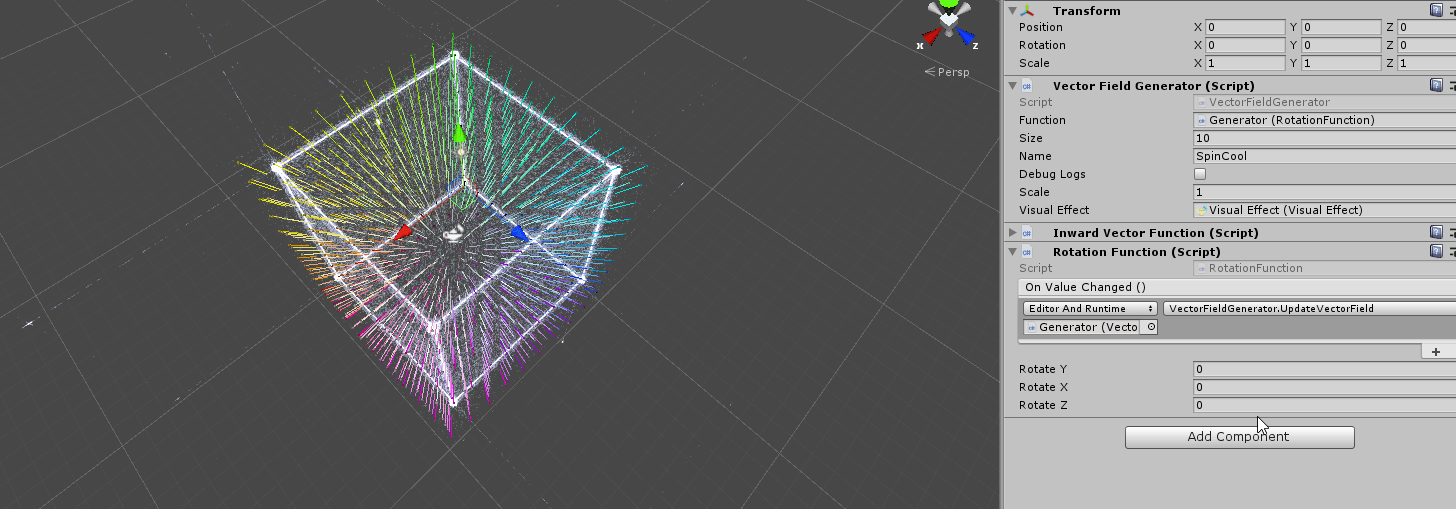 x
z
Persp
Transform
Position X 0 Y 0 Z 0
Rotation X 0 Y 0 Z 0
Scale X 1 Y 1 Z 1
Vector Field Generator (Script)
Script VectorFieldGenerator
Function Generator (RotationFunction)
Size 10
Name SpinCool
Debug Logs
Scale 1
Visual Effect Visual Effect (Visual Effect)
Inward Vector Function (Script)
Rotation Function (Script)
Script RotationFunction
On Value Changed ()
Editor And Runtime VectorFieldGenerator.UpdateVectorField
Generator (Vecto
Rotate Y 0
Rotate X 0
Rotate Z 0
Add Component